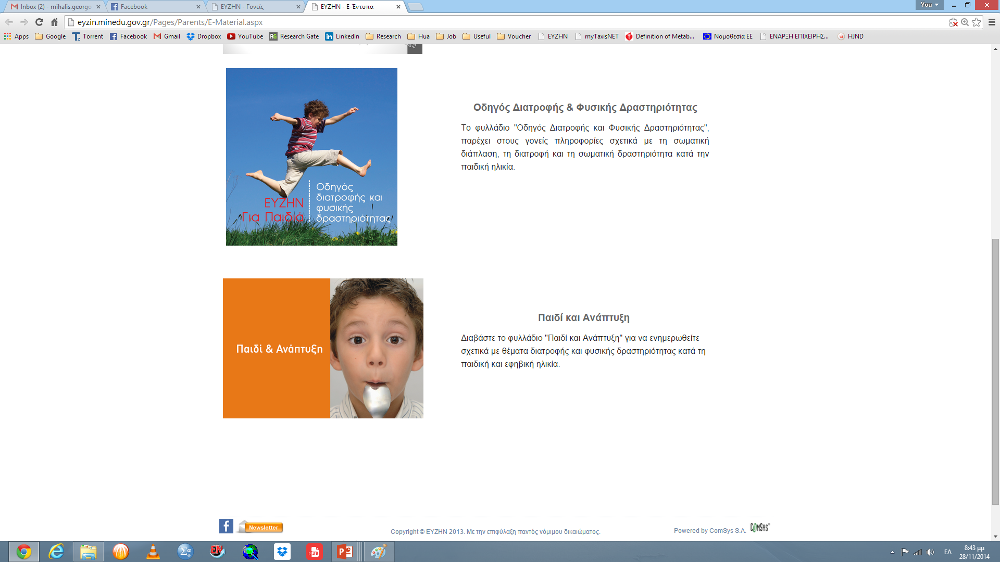 Inbox (2) - mihalis.georgo
Facebook
ΕΥΖΗΝ - Γονείς
ΕΥΖΗΝ - Ε-Έντυπα
You
eyzin.minedu.gov.gr/Pages/Parents/E-Material.aspx
Apps Google Torrent Facebook Gmail Dropbox YouTube Research Gate LinkedIn Research Hua Job Useful Voucher ΕΥΖΗΝ myTaxisNET Definition of Metab... Νομοθεσία ΕΕ ΕΝΑΡΞΗ ΕΠΙΧΕΙΡΗΣ... HJND
Οδηγός
διατροφής και
φυσικής
δραστηριότητας
ΕΥΖΗΝ
Για Παιδιά
Οδηγός Διατροφής & Φυσικής Δραστηριότητας
Το φυλλάδιο "Οδηγός Διατροφής και Φυσικής Δραστηριότητας",
παρέχει στους γονείς πληροφορίες σχετικά με τη σωματική
διάπλαση, τη διατροφή και τη σωματική δραστηριότητα κατά την
παιδική ηλικία.
Παιδί & Ανάπτυξη
Παιδί και Ανάπτυξη
Διαβάστε το φυλλάδιο "Παιδί και Ανάπτυξη" για να ενημερωθείτε
σχετικά με θέματα διατροφής και φυσικής δραστηριότητας κατά τη
παιδική και εφηβική ηλικία.
Newsletter
Copyright © ΕΥΖΗΝ 2013. Με την επιφύλαξη παντός νόμιμου δικαιώματος.
Powered by ComSys S.A.
COMSYS
ΕΛ
8:43 μμ
28/11/2014